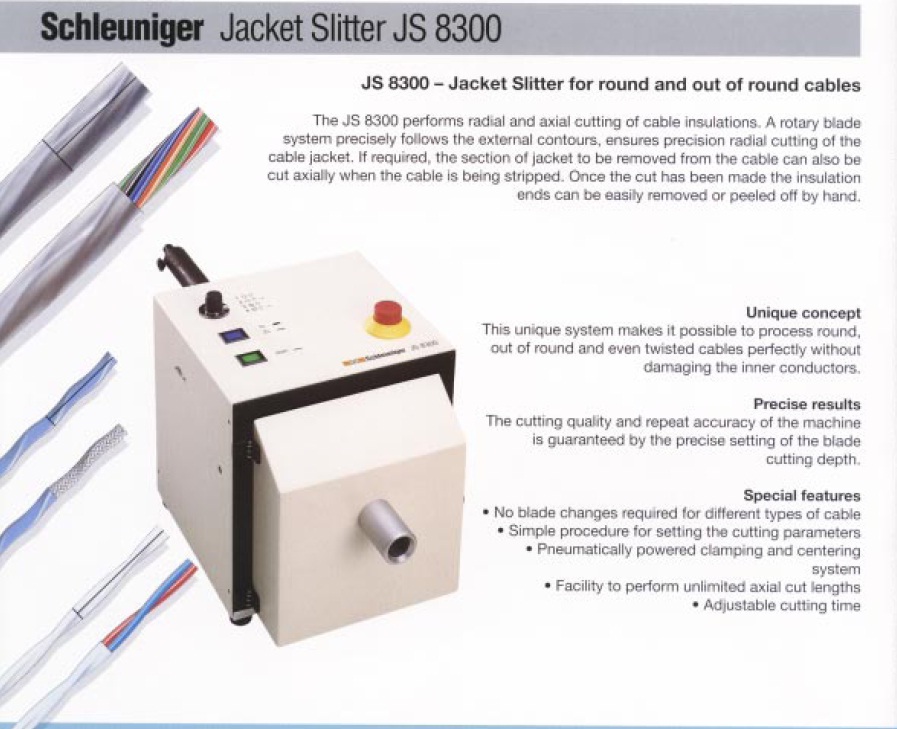 Schleuniger Jacket Slitter JS 8300
JS 8300 – Jacket Slitter for round and out of round cables
The JS 8300 performs radial and axial cutting of cable insulations. A rotary blade
system precisely follows the external contours, ensures precision radial cutting of the
cable jacket. If required, the section of jacket to be removed from the cable can also be
cut axially when the cable is being stripped. Once the cut has been made the insulation
ends can be easily removed or peeled off by hand.
Unique concept
This unique system makes it possible to process round,
out of round and even twisted cables perfectly without
damaging the inner conductors.
Precise results
The cutting quality and repeat accuracy of the machine
is guaranteed by the precise setting of the blade
cutting depth.
Special features
• No blade changes required for different types of cable
• Simple procedure for setting the cutting parameters
• Pneumatically powered clamping and centering
system
• Facility to perform unlimited axial cut lengths
• Adjustable cutting time
Schleuniger JS 8300